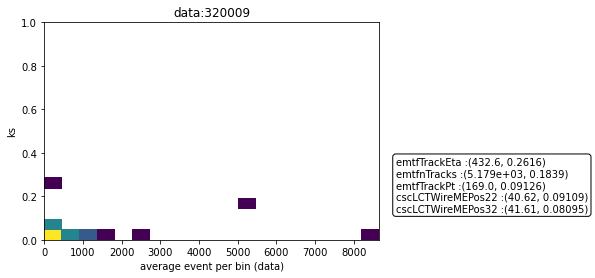 data:320009
1.0
0.8
0.6
0.4
0.2
0.0
ks
0 1000 2000 3000 4000 5000 6000 7000 8000
average event per bin (data)
emtfTrackEta :(432.6, 0.2616)
emtfnTracks :(5.179e+03, 0.1839)
emtfTrackPt :(169.0, 0.09126)
cscLCTWireMEPos22 :(40.62, 0.09109)
cscLCTWireMEPos32 :(41.61, 0.08095)